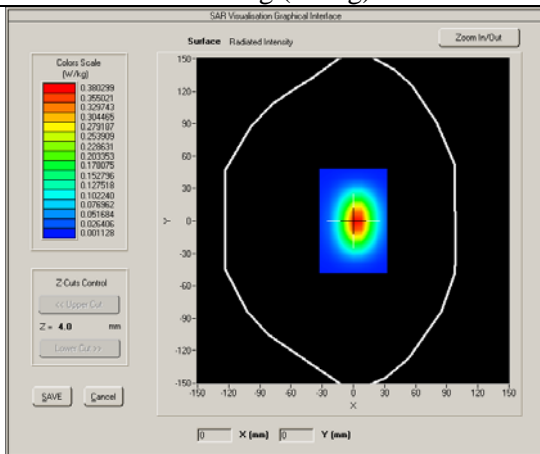 SAR Visualisation Graphical Interface
Surface Radiated Intensity
Zoom In/Out
Colors Scale
(W/kg)
0.380299
0.355021
0.329743
0.304465
0.279187
0.253909
0.228631
0.203353
0.178075
0.152796
0.127518
0.102240
0.076962
0.051684
0.026406
0.001128
Z-Cuts Control
<< Upper Cut
Z = 4.0 mm
Lower Cut >>
SAVE
Cancel
150
120
90
60
30
0
-30
-60
-90
-120
-150
Y
-150 -120 -90 -60 -30 0 30 60 90 120 150
X
0 X (mm) 0 Y (mm)